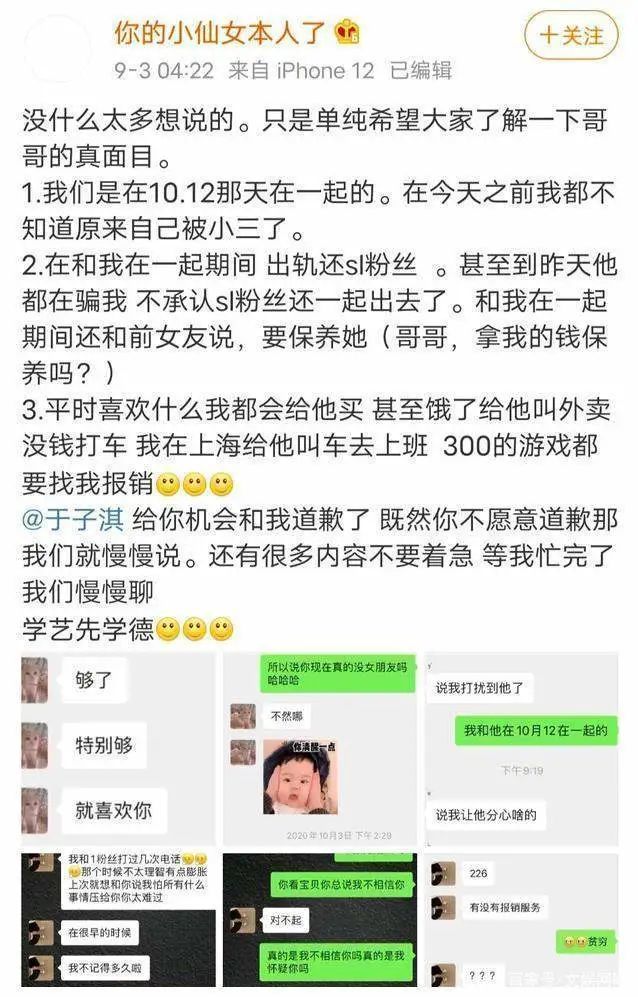 你的小仙女本人了
+关注
9-3 04:22 来自 iPhone 12 已编辑
没什么太多想说的。只是单纯希望大家了解一下哥
哥的真面目。
1.我们是在10.12那天在一起的。在今天之前我都不
知道原来自己被小三了。
2.在和我在一起期间 出轨还sl粉丝 。甚至到昨天他
都在骗我 不承认sl粉丝还一起出去了。和我在一起
期间还和前女友说，要保养她（哥哥，拿我的钱保
养吗？）
3.平时喜欢什么我都会给他买 甚至饿了给他叫外卖
没钱打车 我在上海给他叫车去上班 300的游戏都
要找我报销
@于子淇 给你机会和我道歉了 既然你不愿意道歉那
我们就慢慢说。还有很多内容不要着急 等我忙完了
我们慢慢聊
学艺先学德
够了
特别够
就喜欢你
所以说你现在真的没女朋友吗
哈哈哈
不然哪
你清醒一点
2020年10月3日 下午2:29
说我打扰到他了
我和他在10月12在一起的
下午9:19
说我让他分心啥的
我和1粉丝打过几次电话
那个时候不太理智有点膨胀
上次就想和你说我怕所有什么
事情压给你你太难过
在很早的时候
我不记得多久啦
你看宝贝你总说我不相信你
对不起
真的是我不相信你吗真的是我
怀疑你吗
226
有没有报销服务
贫穷
???